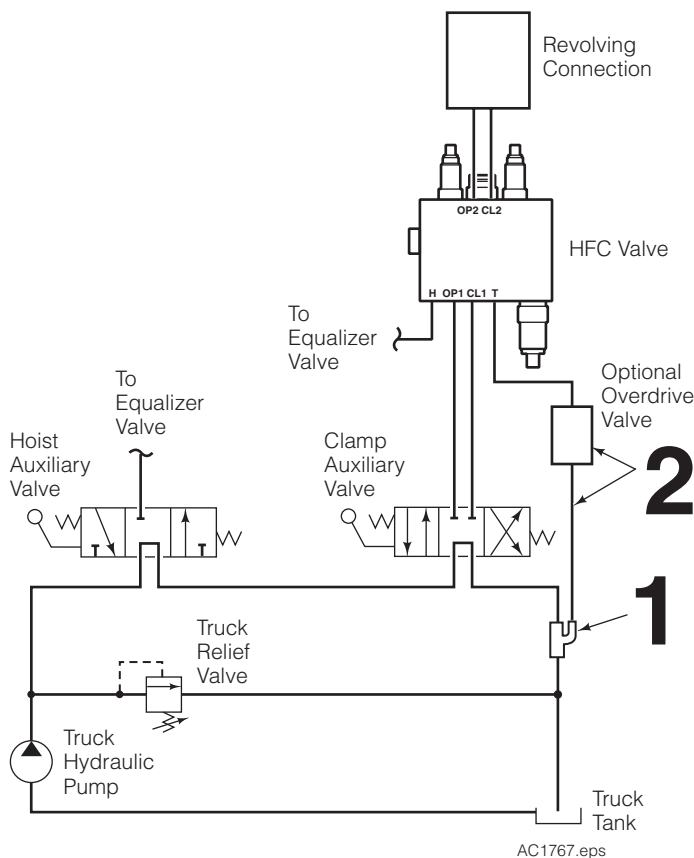 Revolving
Connection
OP2 CL2
HFC Valve
H OP1 CL1 T
To
Equalizer
Valve
To
Equalizer
Valve
Optional
Overdrive
Valve
Hoist
Auxiliary
Valve
Clamp
Auxiliary
Valve
2
1
Truck
Relief
Valve
Truck
Hydraulic
Pump
Truck
Tank
AC1767.eps